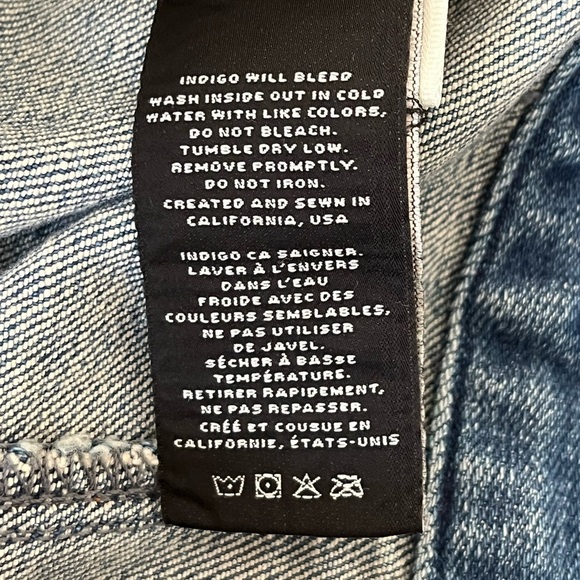 INDIGO WILL BLEED
WASH INSIDE OUT IN COLD
WATER WITH LIKE COLORS,
DO NOT BLEACH.
TUMBLE DRY LOW.
REMOVE PROMPTLY.
DO NOT IRON.
CREATED AND SEWN IN
CALIFORNIA, USA
INDIGO CA SAIGNER.
LAVER À L'ENVERS
DANS L'EAU
FROIDE AVEC DES
COULEURS SEMBLABLES,
NE PAS UTILISER
DE JAVEL.
SÉCHER À BASSE
TEMPÉRATURE.
RETIRER RAPIDEMENT,
NE PAS REPASSER.
CRÉÉ ET COUSUE EN
CALIFORNIE, ÉTATS-UNIS